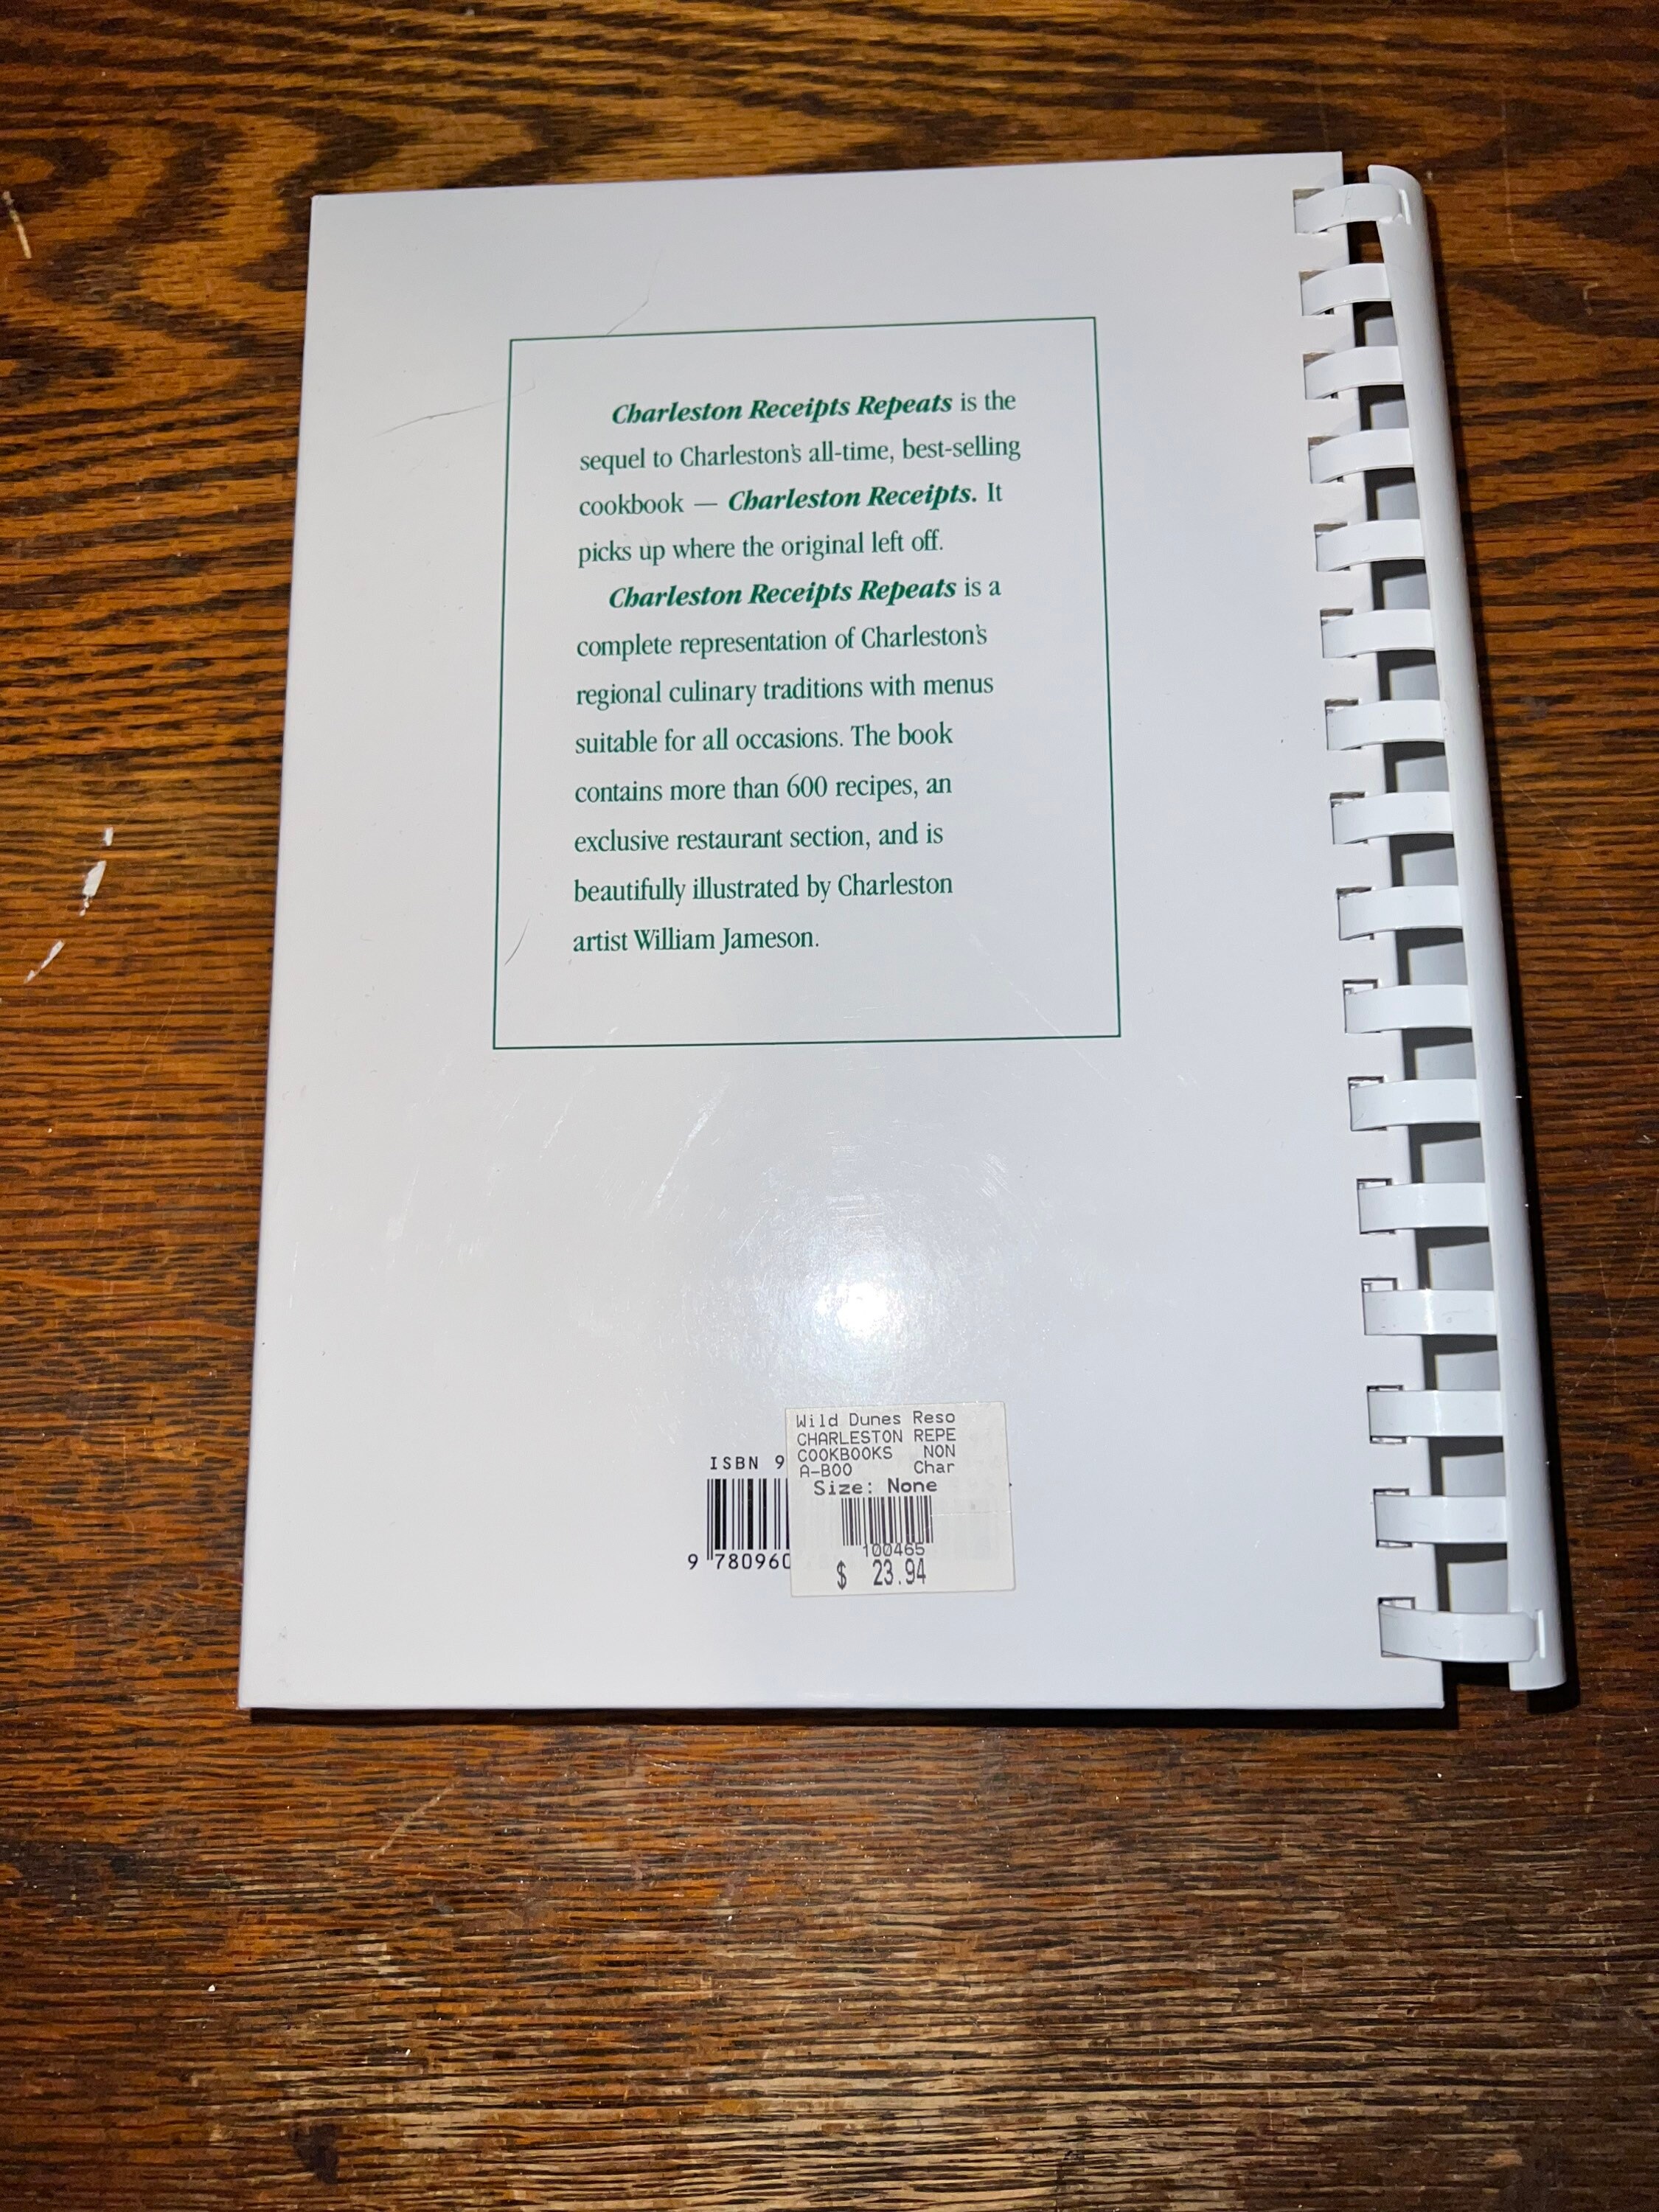 Charleston Receipts Repeats is the
sequel to Charleston's all-time, best-selling
cookbook — Charleston Receipts. It
picks up where the original left off.
Charleston Receipts Repeats is a
complete representation of Charleston's
regional culinary traditions with menus
suitable for all occasions. The book
contains more than 600 recipes, an
exclusive restaurant section, and is
beautifully illustrated by Charleston
artist William Jameson.
Wild Dunes Reso
CHARLESTON REPE
COOKBOOKS NON
A-BOO Char
Size: None
100465
$ 23.94
ISBN 9
9 780960